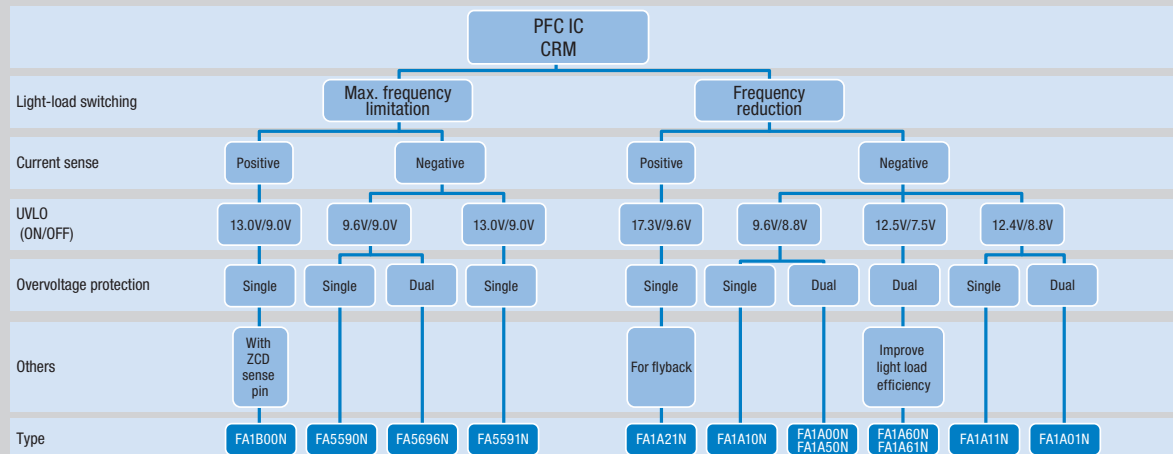 PFC IC
CRM
Light-load switching
Max. frequency
limitation
Frequency
reduction
Current sense
Positive
Negative
Positive
Negative
UVLO
(ON/OFF)
13.0V/9.0V
9.6V/9.0V
13.0V/9.0V
17.3V/9.6V
9.6V/8.8V
12.5V/7.5V
12.4V/8.8V
Overvoltage protection
Single
Single
Dual
Single
Single
Single
Dual
Dual
Single
Dual
Others
With
ZCD
sense
pin
For flyback
Improve
light load
efficiency
Type
FA1B00N
FA5590N
FA5696N
FA5591N
FA1A21N
FA1A10N
FA1A00N
FA1A50N
FA1A60N
FA1A61N
FA1A11N
FA1A01N